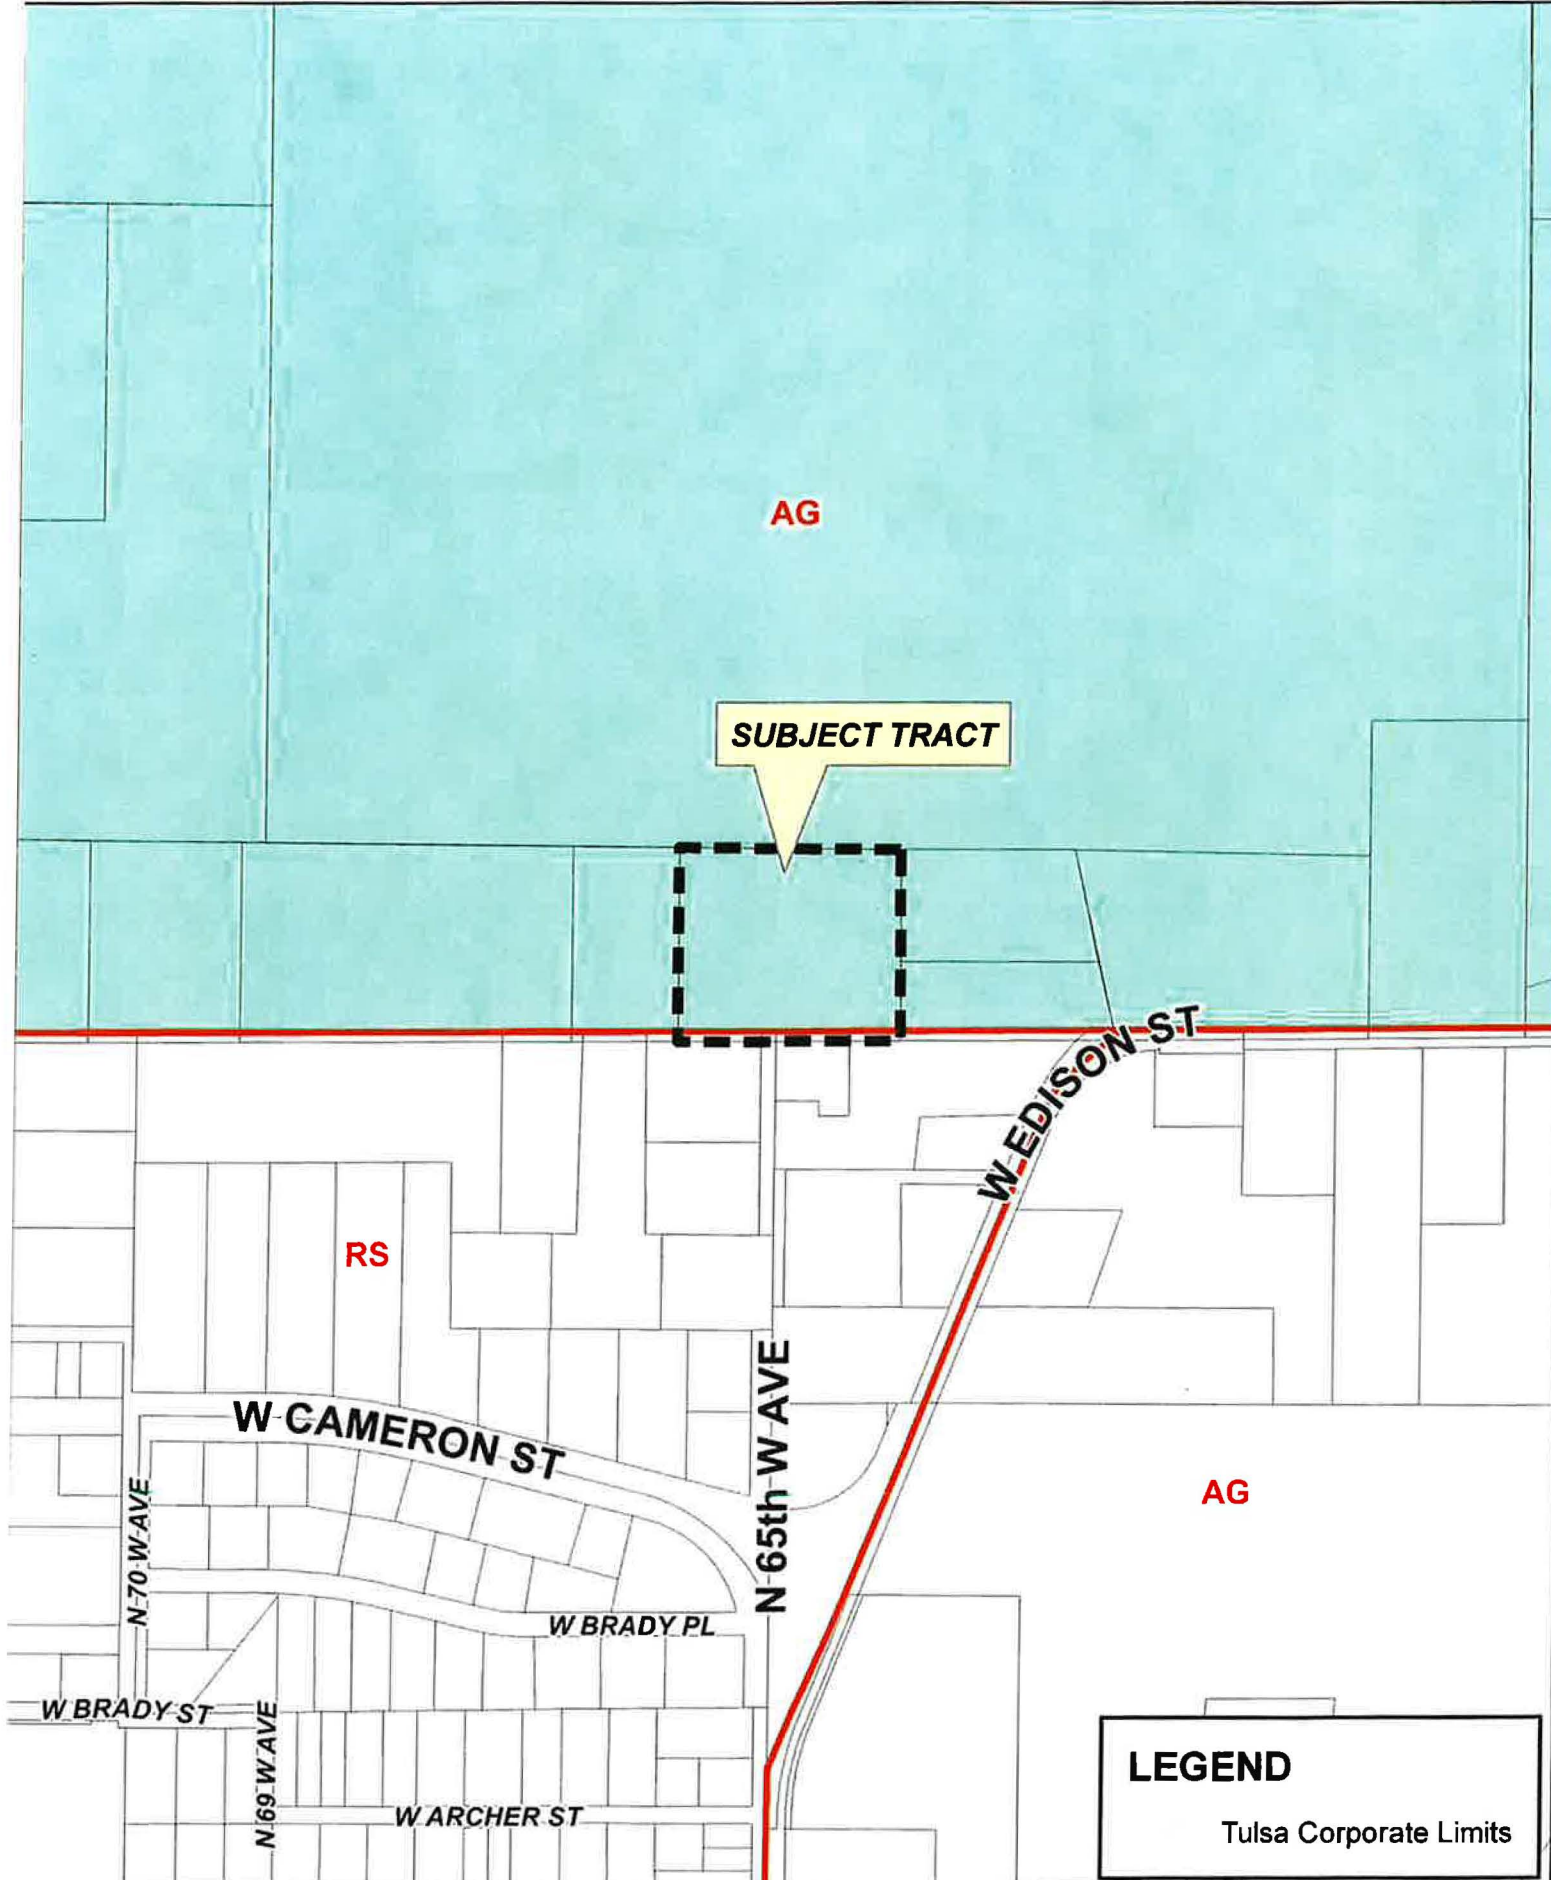 AG
SUBJECT TRACT
W EDISON ST
RS
W CAMERON ST
N 65th W AVE
AG
N 70 W AVE
W BRADY PL
W BRADY ST
N 69 W AVE
W ARCHER ST
LEGEND
Tulsa Corporate Limits